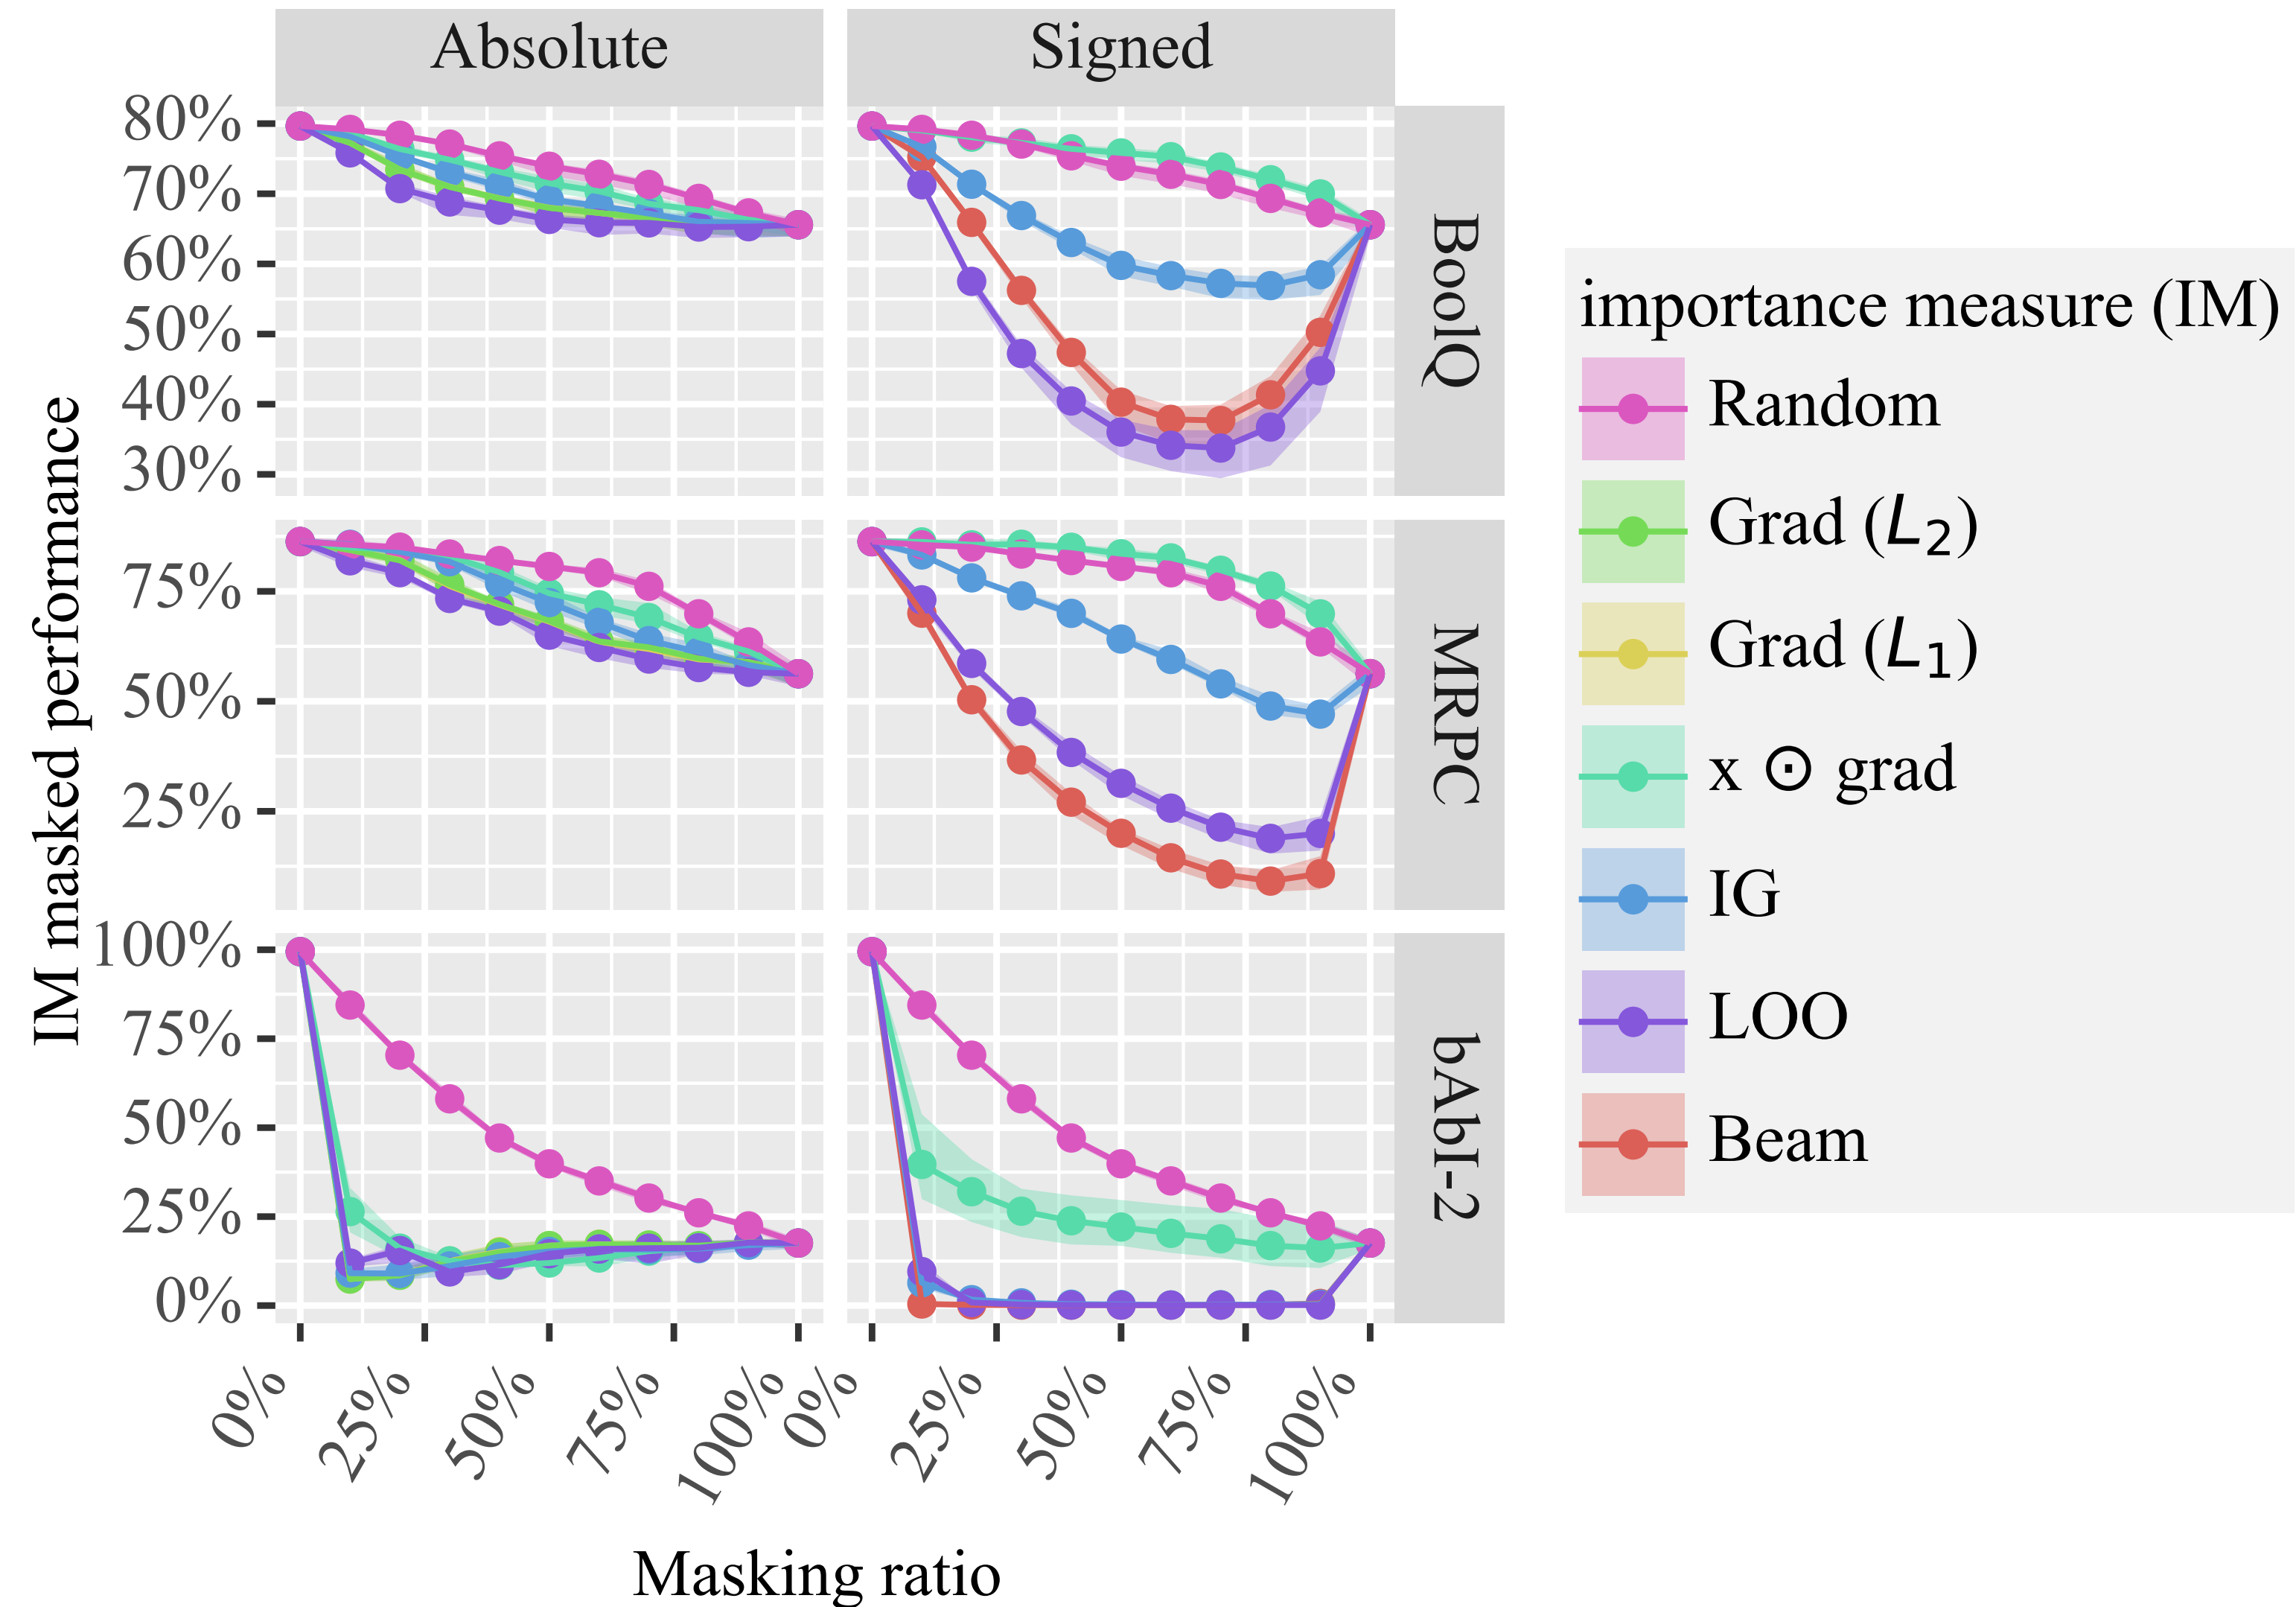 Absolute
Signed
IM masked performance
80%
70%
60%
50%
40%
30%
BoolQ
75%
50%
25%
MRPC
100%
75%
50%
25%
0%
bAbI-2
0%
25%
50%
75%
100%
0%
25%
50%
75%
100%
Masking ratio
importance measure (IM)
Random
Grad (L₂)
Grad (L₁)
x ⊙ grad
IG
LOO
Beam